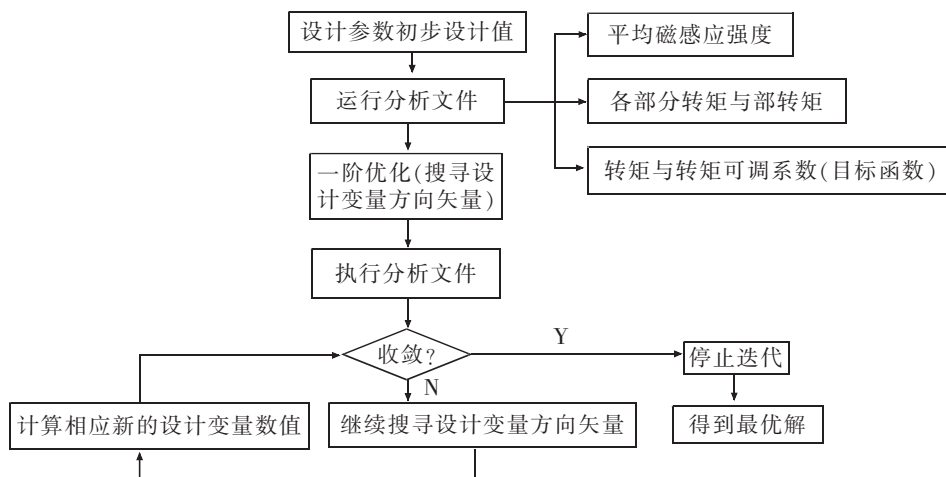 设计参数初步设计值
平均磁感应强度
运行分析文件
各部分转矩与部转矩
一阶优化(搜寻设
计变量方向矢量)
转矩与转矩可调系数(目标函数)
执行分析文件
收敛?
Y
停止迭代
N
计算相应新的设计变量数值
继续搜寻设计变量方向矢量
得到最优解